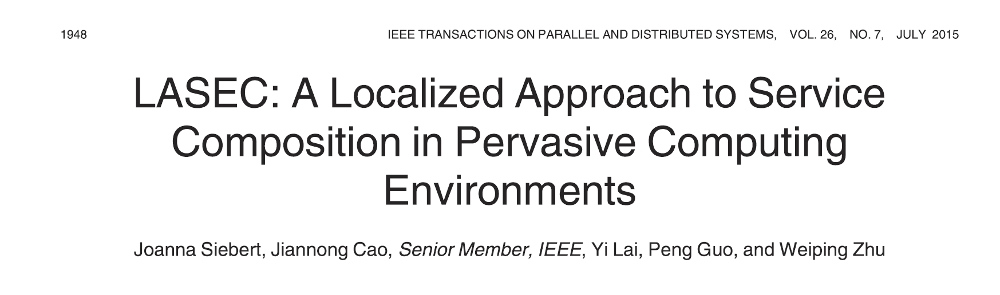 1948 IEEE TRANSACTIONS ON PARALLEL AND DISTRIBUTED SYSTEMS, VOL. 26, NO. 7, JULY 2015
LASEC: A Localized Approach to Service
Composition in Pervasive Computing
Environments
Joanna Siebert, Jiannong Cao, Senior Member, IEEE, Yi Lai, Peng Guo, and Weiping Zhu